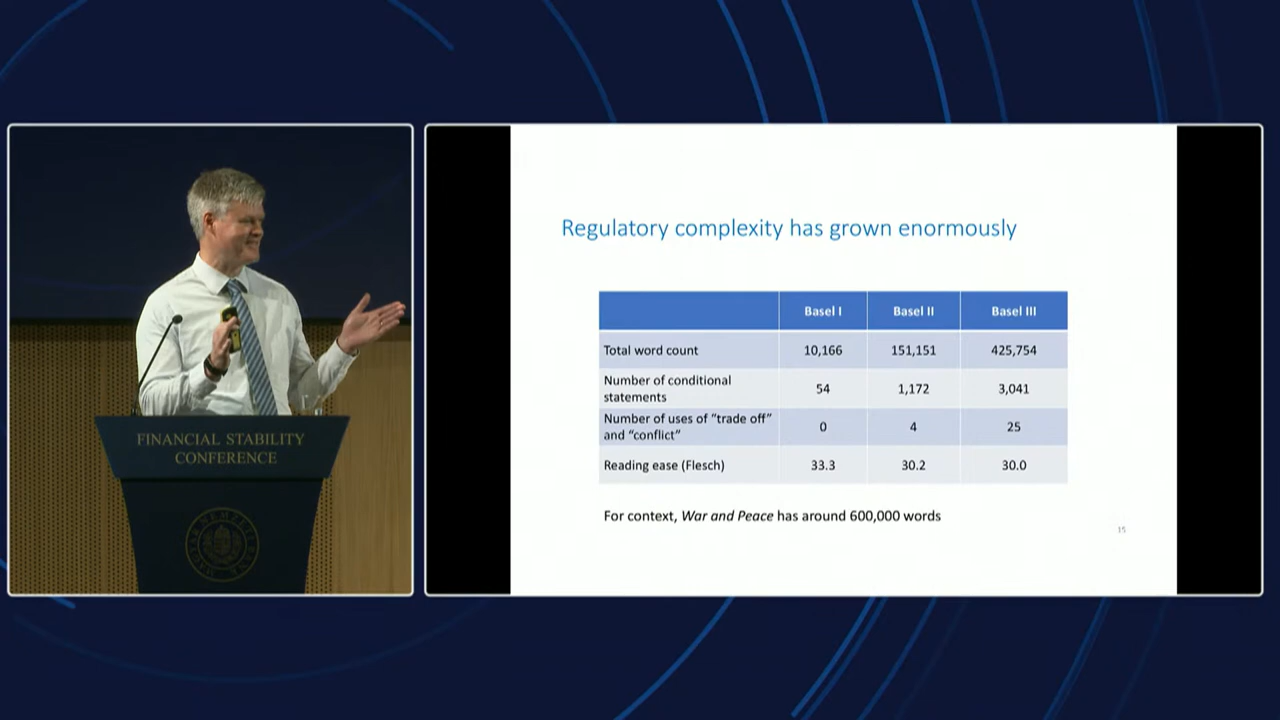 FINANCIAL STABILITY
CONFERENCE
MAGYAR NEMZETI BANK
Regulatory complexity has grown enormously
Basel I Basel II Basel III
Total word count 10,166 151,151 425,754
Number of conditional
statements 54 1,172 3,041
Number of uses of “trade off”
and “conflict” 0 4 25
Reading ease (Flesch) 33.3 30.2 30.0
For context, War and Peace has around 600,000 words
15